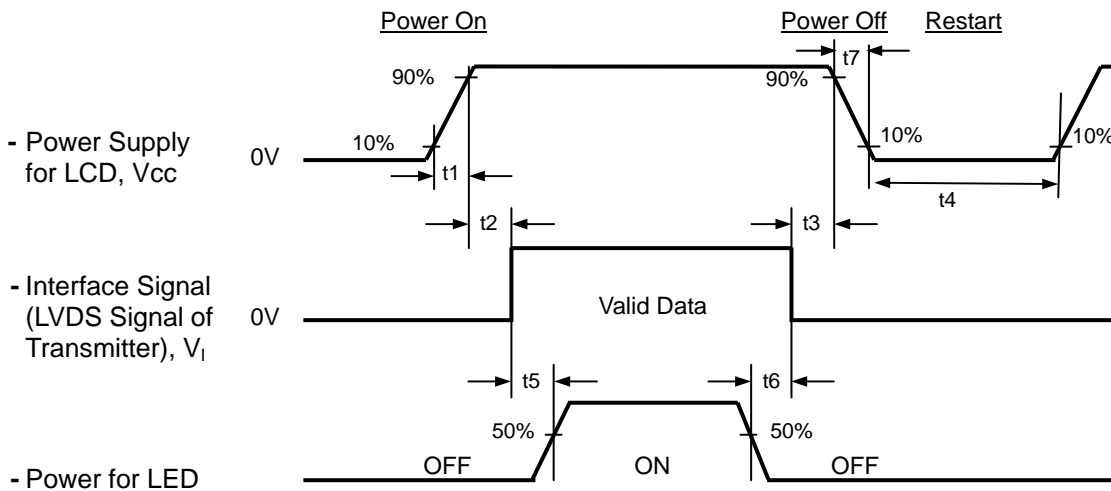 Power On
Power Off
Restart
90%
90%
t7
- Power Supply
for LCD, Vcc
0V
10%
10%
10%
t1
t4
t2
t3
- Interface Signal
(LVDS Signal of
Transmitter), VI
0V
Valid Data
t5
t6
50%
50%
- Power for LED
OFF
ON
OFF